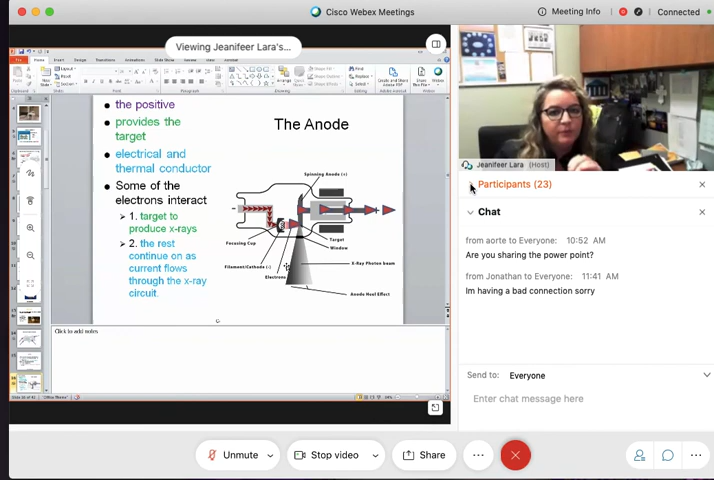 Cisco Webex Meetings
Meeting Info
Connected
Viewing Jeanifeer Lara's...
the positive
provides the
target
electrical and
thermal conductor
Some of the
electrons interact
1. target to
produce x-rays
2. the rest
continue on as
current flows
through the x-ray
circuit.
The Anode
Spinning Anode (+)
Focusing Cup
Target
Window
Filament/Cathode (-)
X-Ray Photon beam
Electrons
Anode Heel Effect
Click to add notes
Jeanifeer Lara (Host)
Participants (23)
Chat
from aorte to Everyone: 10:52 AM
Are you sharing the power point?
from Jonathan to Everyone: 11:41 AM
Im having a bad connection sorry
Send to: Everyone
Enter chat message here
Unmute
Stop video
Share